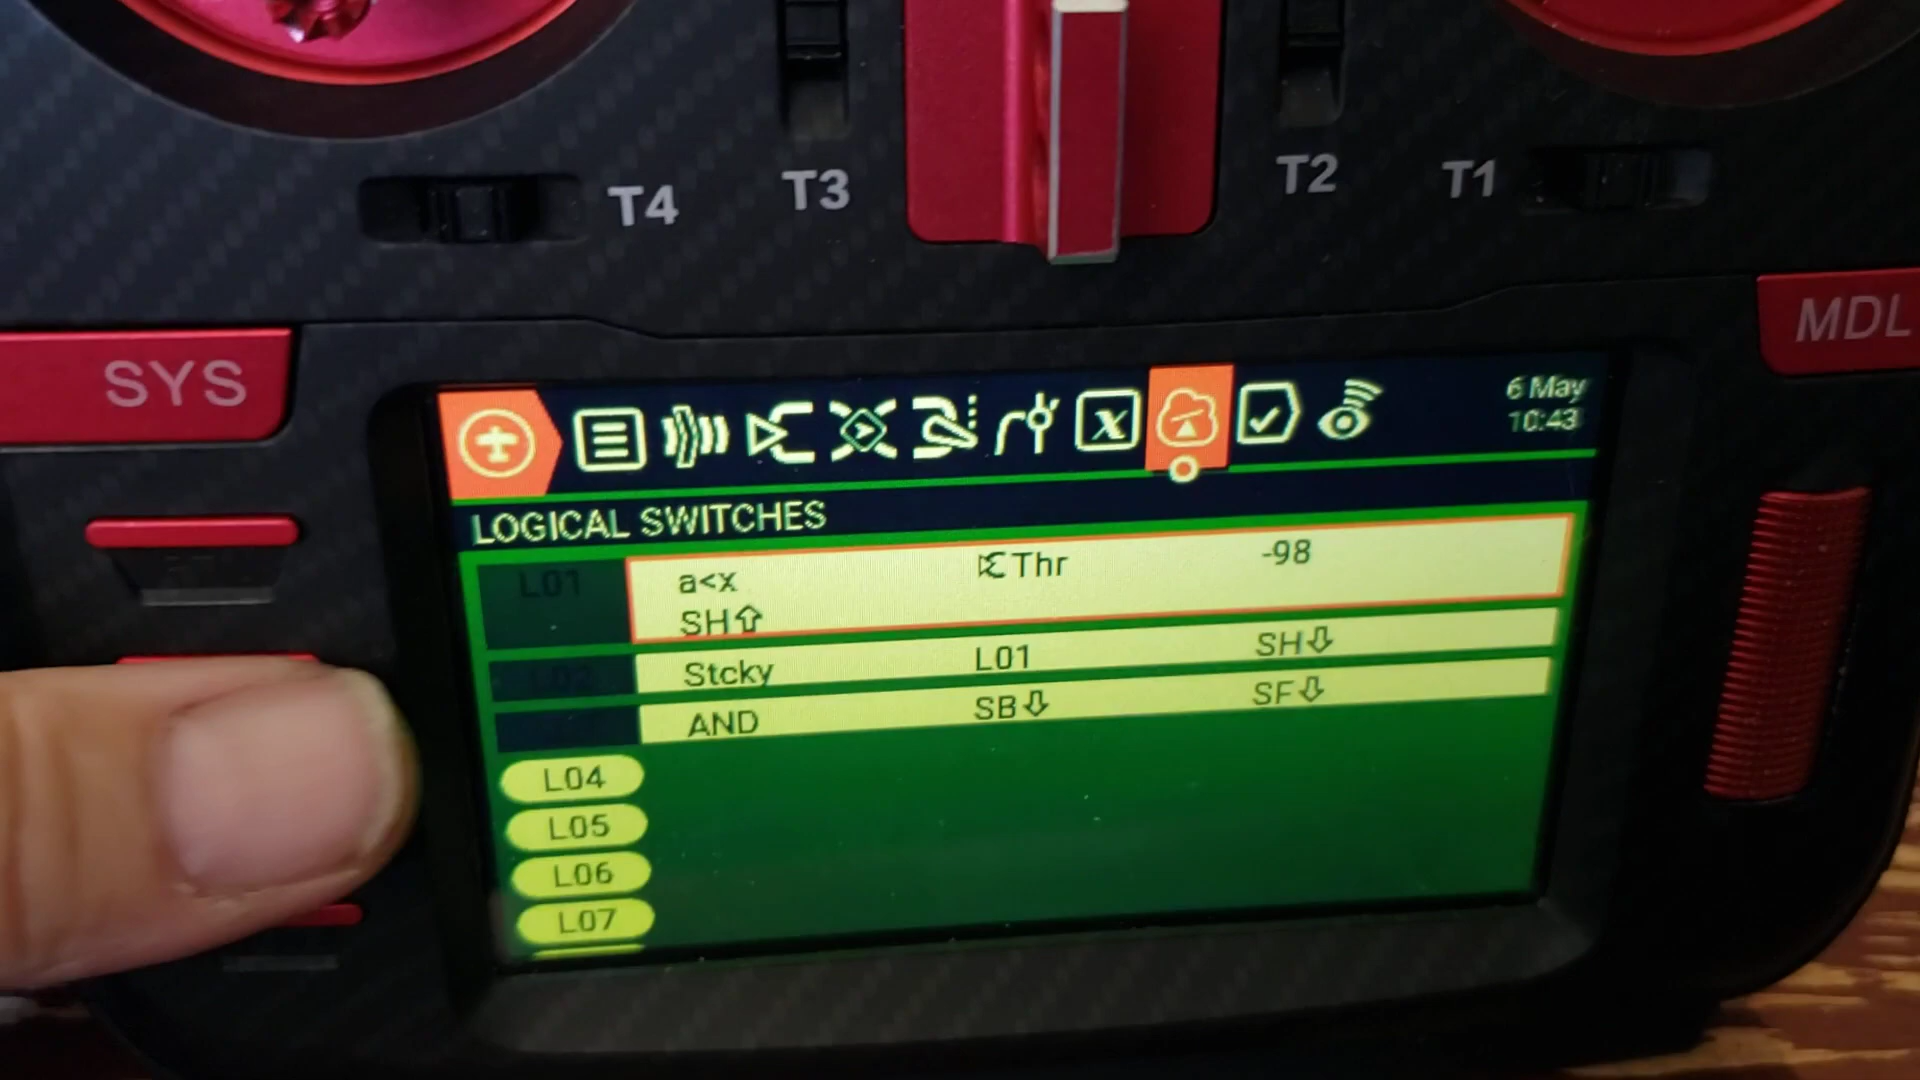 T4
T3
T2
T1
SYS
MDL
x
6 May
10:43
LOGICAL SWITCHES
L01
a<x
Thr
-98
SH⇧
L02
Stcky
L01
SH⇩
AND
SB⇩
SF⇩
L04
L05
L06
L07